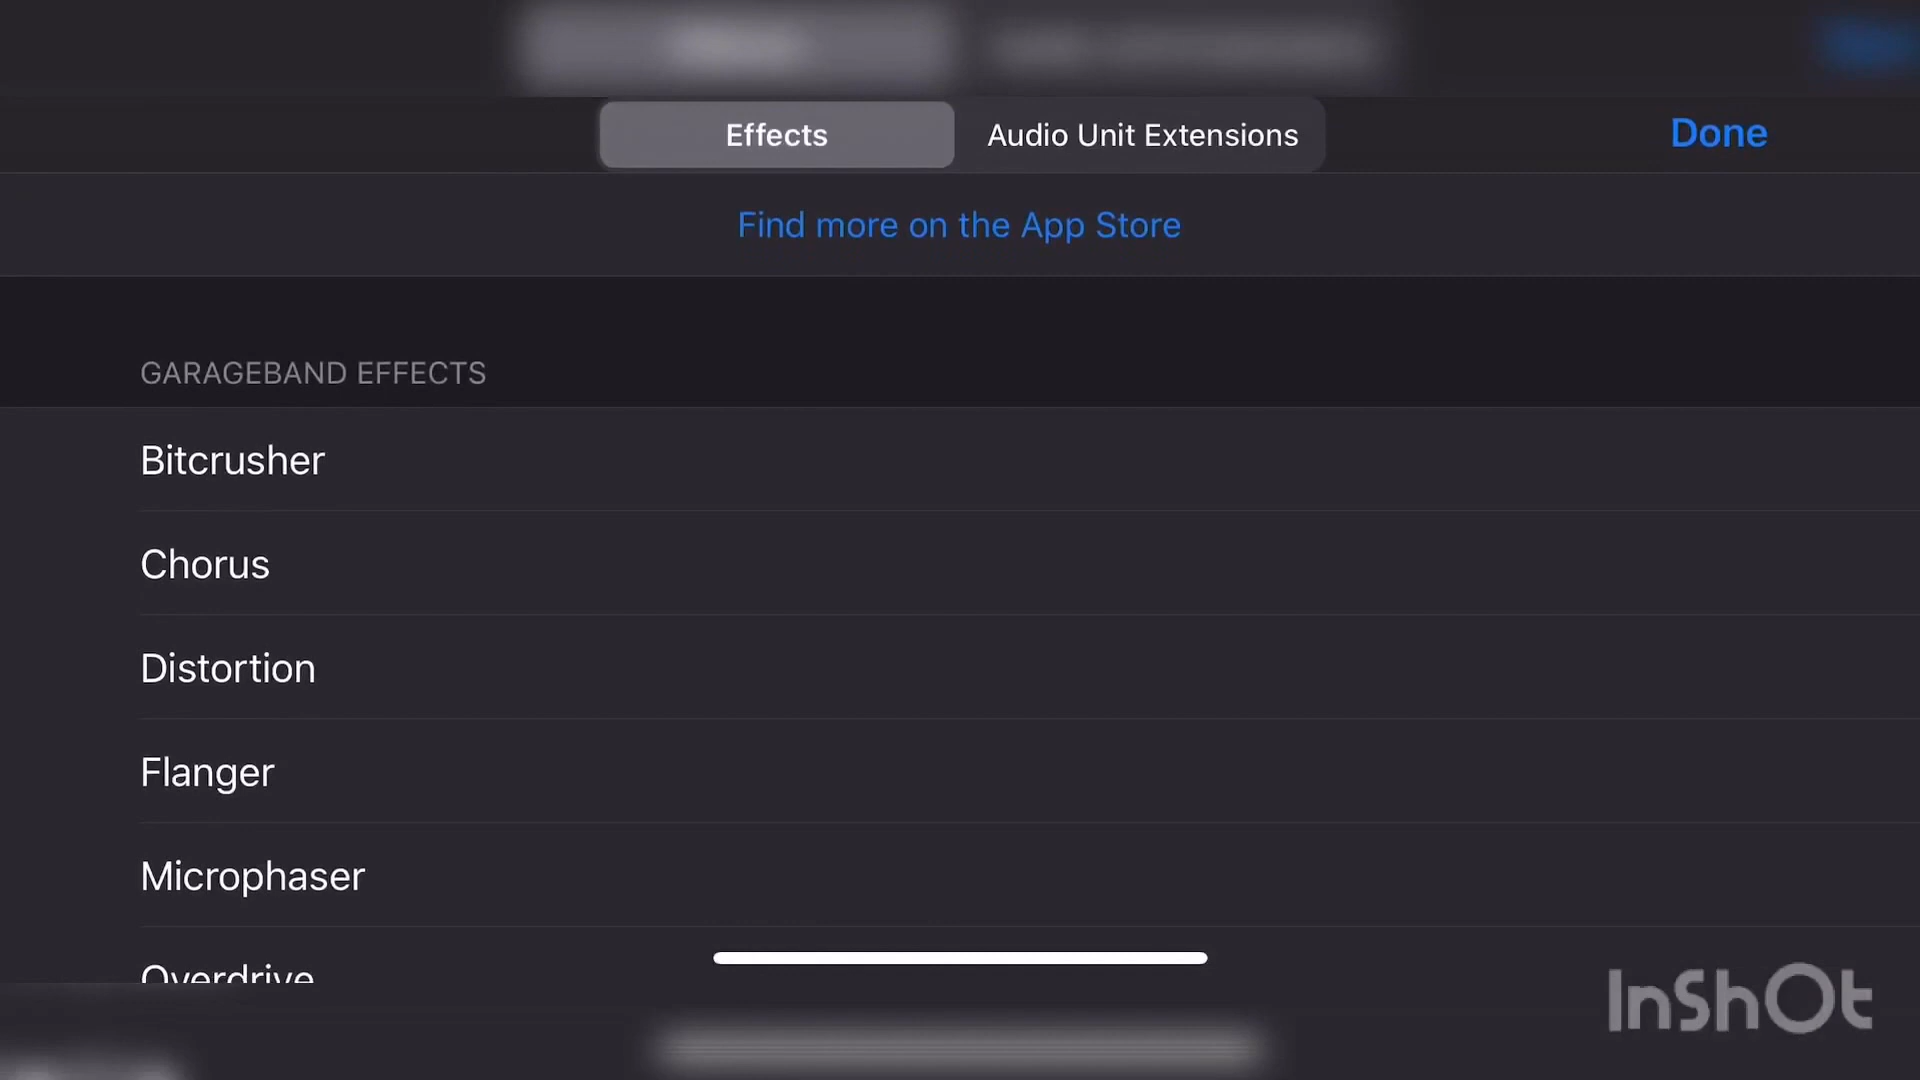 Effects
Audio Unit Extensions
Done
Find more on the App Store
GARAGEBAND EFFECTS
Bitcrusher
Chorus
Distortion
Flanger
Microphaser
Overdrive
InShOt